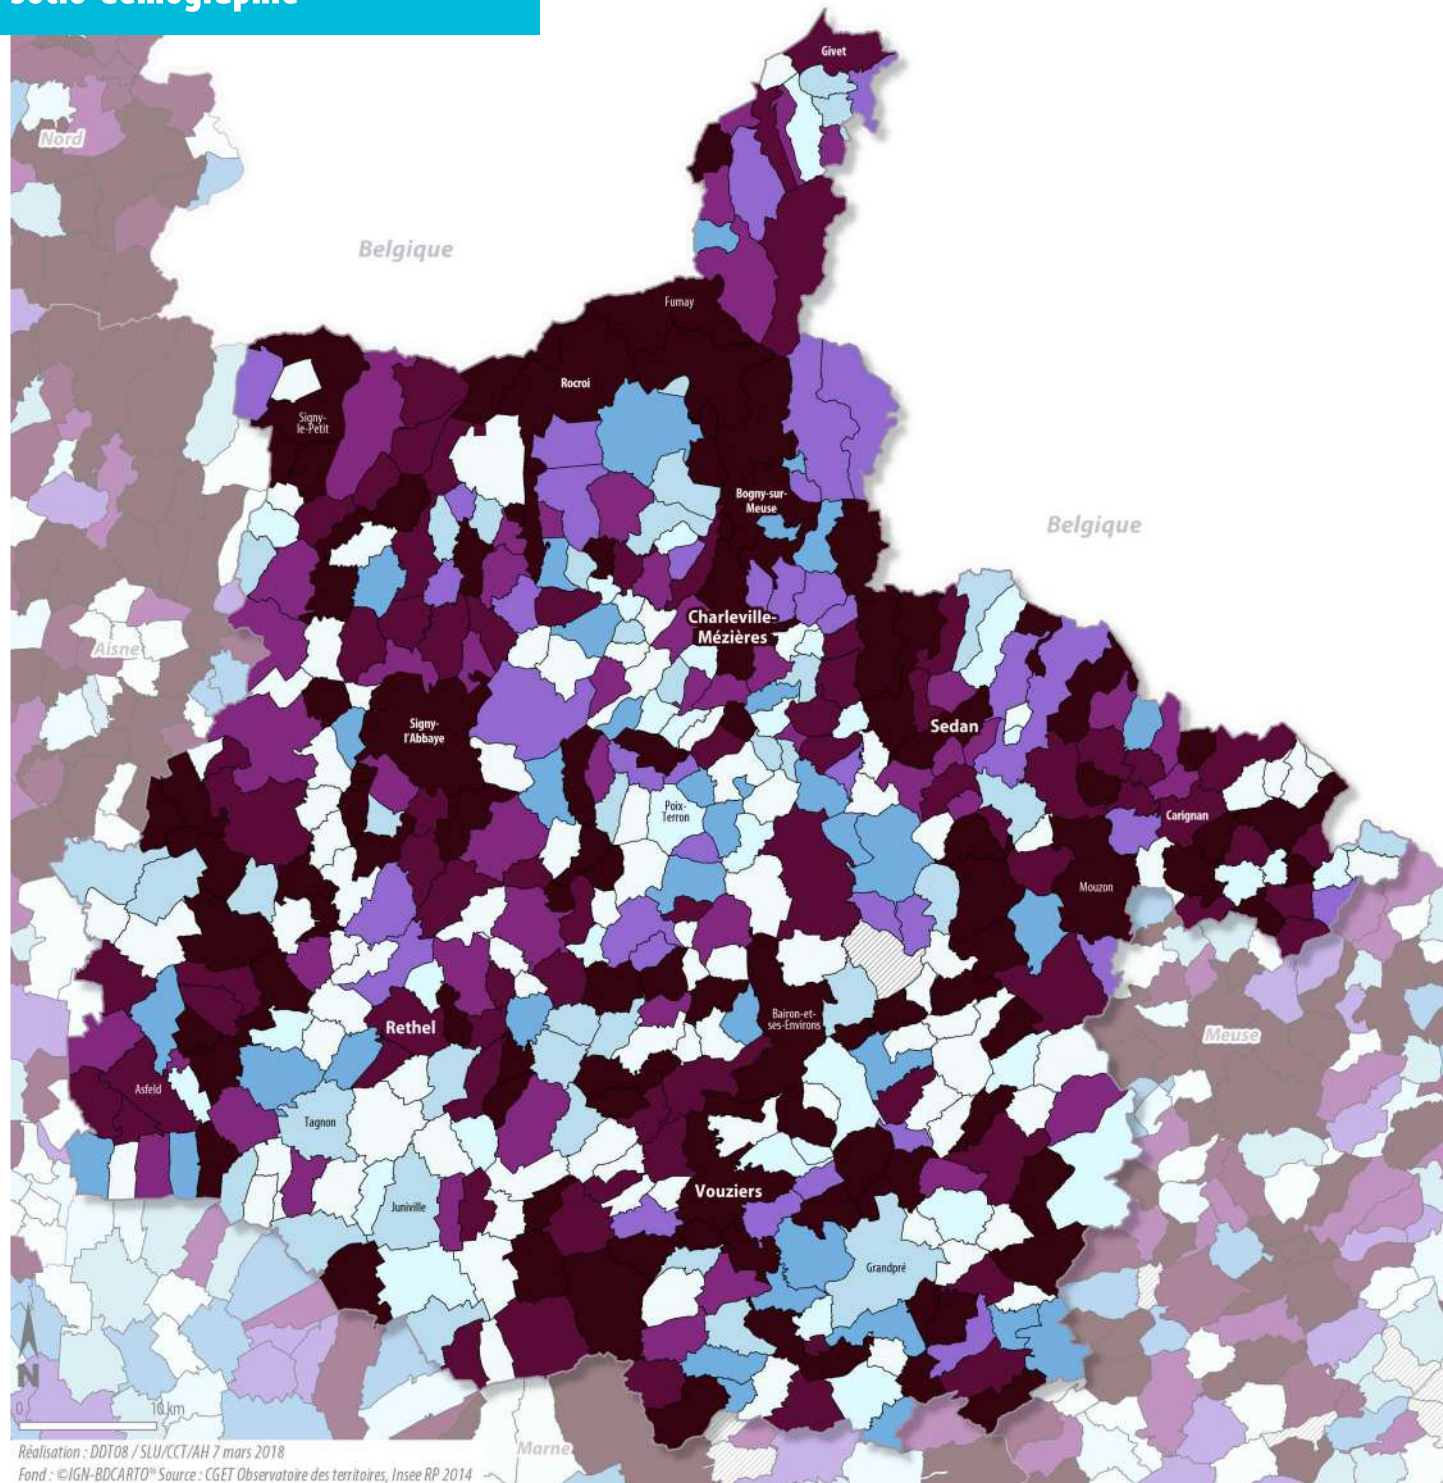 socio-démographie
Givet
Nord
Belgique
Fumay
Rocroi
Signy-
le-Petit
Bogny-sur-
Meuse
Belgique
Charleville-
Mézières
Aisne
Signy-
l'Abbaye
Sedan
Poix-
Terron
Carignan
Mouzon
Bairon-et-
ses-Environs
Rethel
Meuse
Asfeld
Tagnon
Vouziers
Juniville
Grandpré
N
0 10 km
Marne
Réalisation : DDT08 / SLU/CCT/AH 7 mars 2018
Fond : ©IGN-BDCARTO® Source : CGET Observatoire des territoires, Insee RP 2014